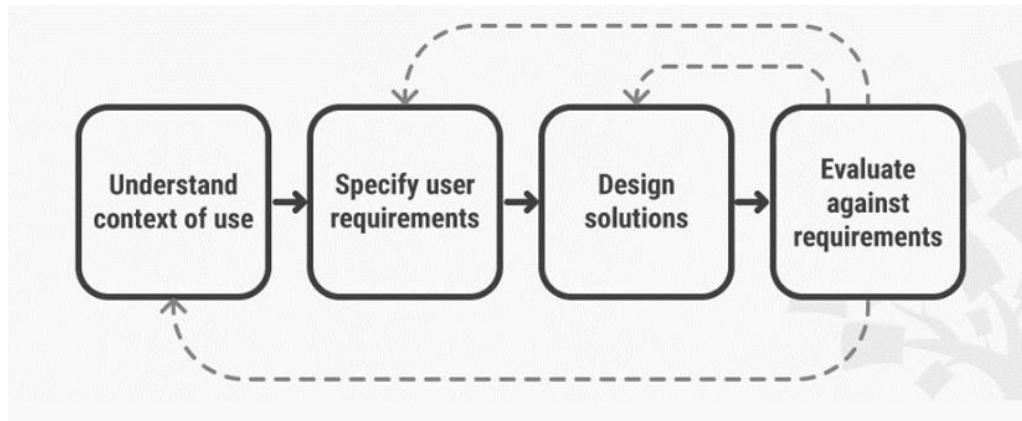 Understand
context of use
Specify user
requirements
Design
solutions
Evaluate
against
requirements